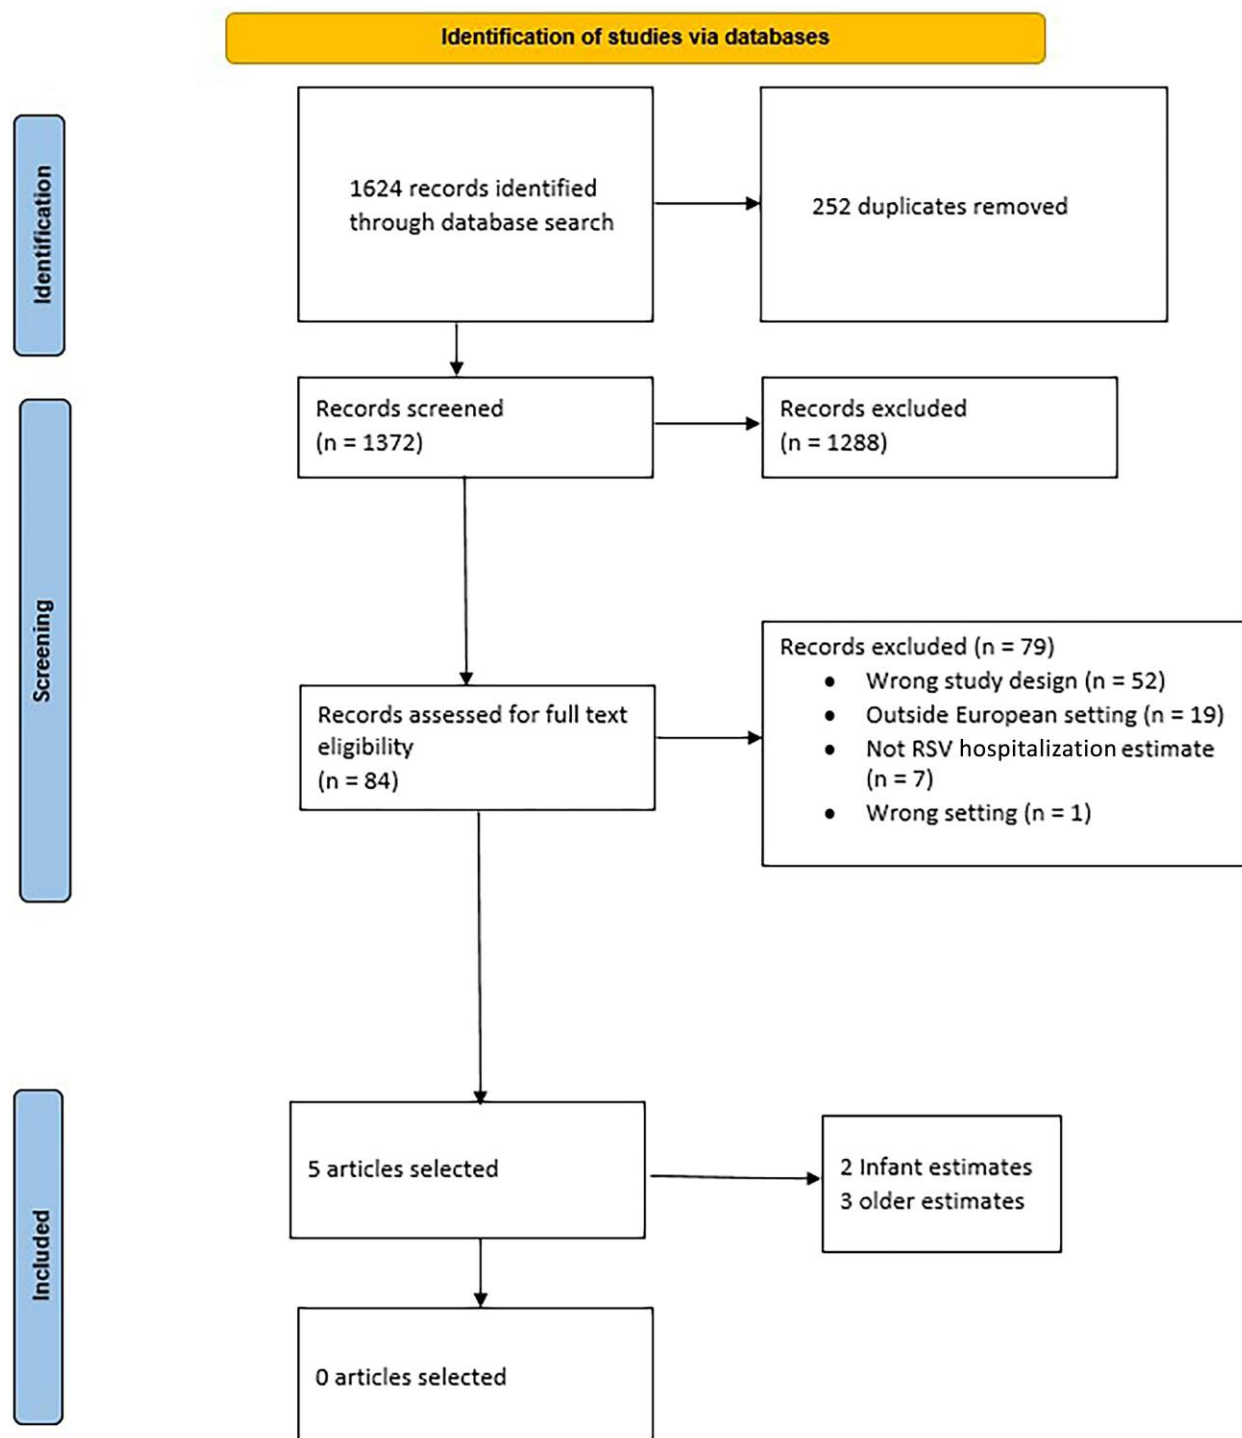 Identification of studies via databases
Identification
1624 records identified
through database search
252 duplicates removed
Screening
Records screened
(n = 1372)
Records excluded
(n = 1288)
Records assessed for full text
eligibility
(n = 84)
Records excluded (n = 79)
• Wrong study design (n = 52)
• Outside European setting (n = 19)
• Not RSV hospitalization estimate
(n = 7)
• Wrong setting (n = 1)
Included
5 articles selected
2 Infant estimates
3 older estimates
0 articles selected